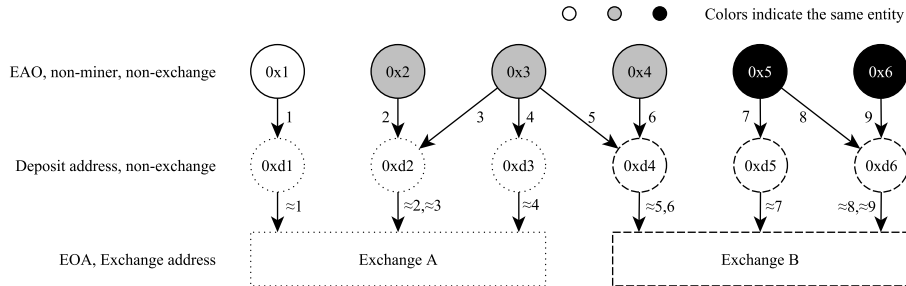 Colors indicate the same entity
EAO, non-miner, non-exchange
0x1 0x2 0x3 0x4 0x5 0x6
1 2 3 4 5 6 7 8 9
Deposit address, non-exchange
0xd1 0xd2 0xd3 0xd4 0xd5 0xd6
≈1 ≈2,≈3 ≈4 ≈5,6 ≈7 ≈8,≈9
EOA, Exchange address
Exchange A Exchange B